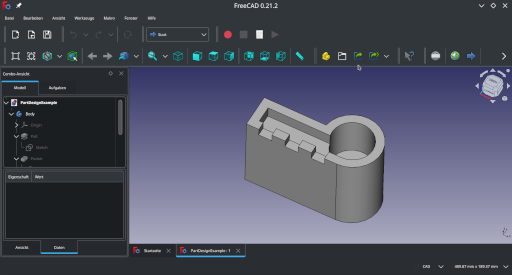 FreeCAD 0.21.2
Datei Bearbeiten Ansicht Werkzeuge Makro Fenster Hilfe
Start
Combo-Ansicht
Modell Aufgaben
PartDesignExample
Body
Origin
Pad
Sketch
Pocket
Eigenschaft Wert
Ansicht Daten
Startseite PartDesignExample : 1
CAD